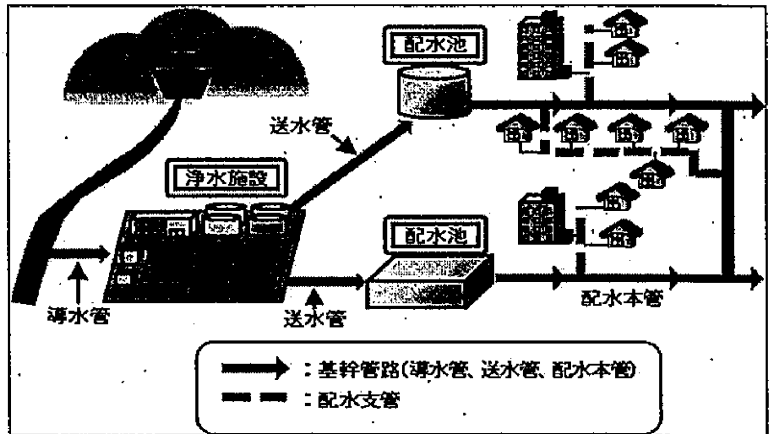 配水池
送水管
浄水施設
配水池
導水管
送水管
配水本管
：基幹管路(導水管、送水管、配水本管)
：配水支管